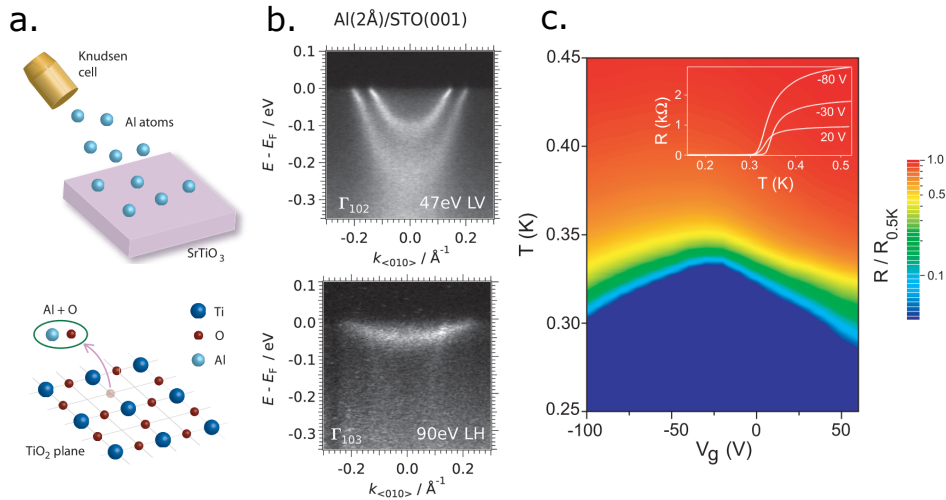 a.
Knudsen
cell
Al atoms
SrTiO3
Al + O
Ti
O
Al
TiO2 plane
b.
Al(2Å)/STO(001)
0.1
0.0
-0.1
-0.2
-0.3
E - EF / eV
Γ102
47eV LV
-0.2
0.0
0.2
k<010> / Å-1
0.1
0.0
-0.1
-0.2
-0.3
E - EF / eV
Γ103
90eV LH
-0.2
0.0
0.2
k<010> / Å-1
c.
0.45
0.40
0.35
0.30
0.25
T (K)
-100
-50
0
50
Vg (V)
2
1
0
R (kΩ)
-80 V
-30 V
20 V
0.2
0.3
0.4
0.5
T (K)
1.0
0.5
0.1
R / R0.5K